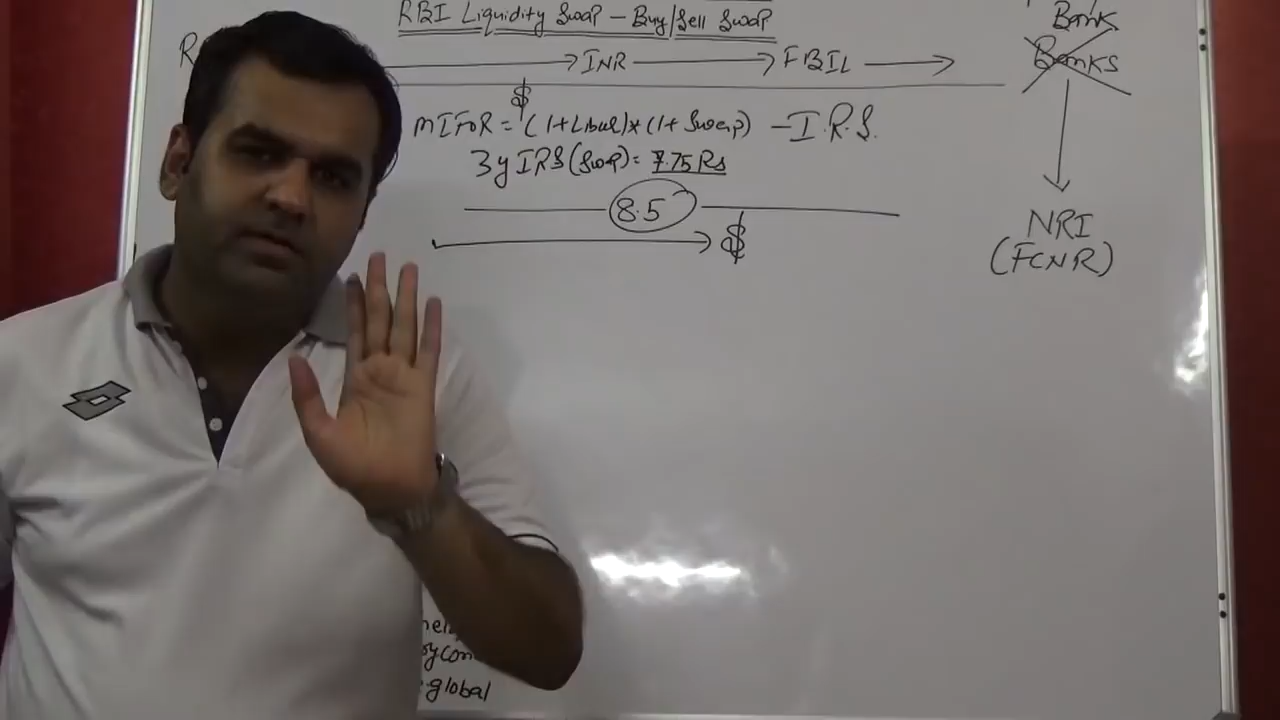 RBI Liquidity Swap – Buy/Sell Swap
R → INR → FBIL →
Bank
Banks
$
MIFOR = (1+Libor)*(1+Swap) – I.R.S.
3y IRS (Swap) = 7.75 Rs
8.5
→ $
NRI
(FCNR)
global